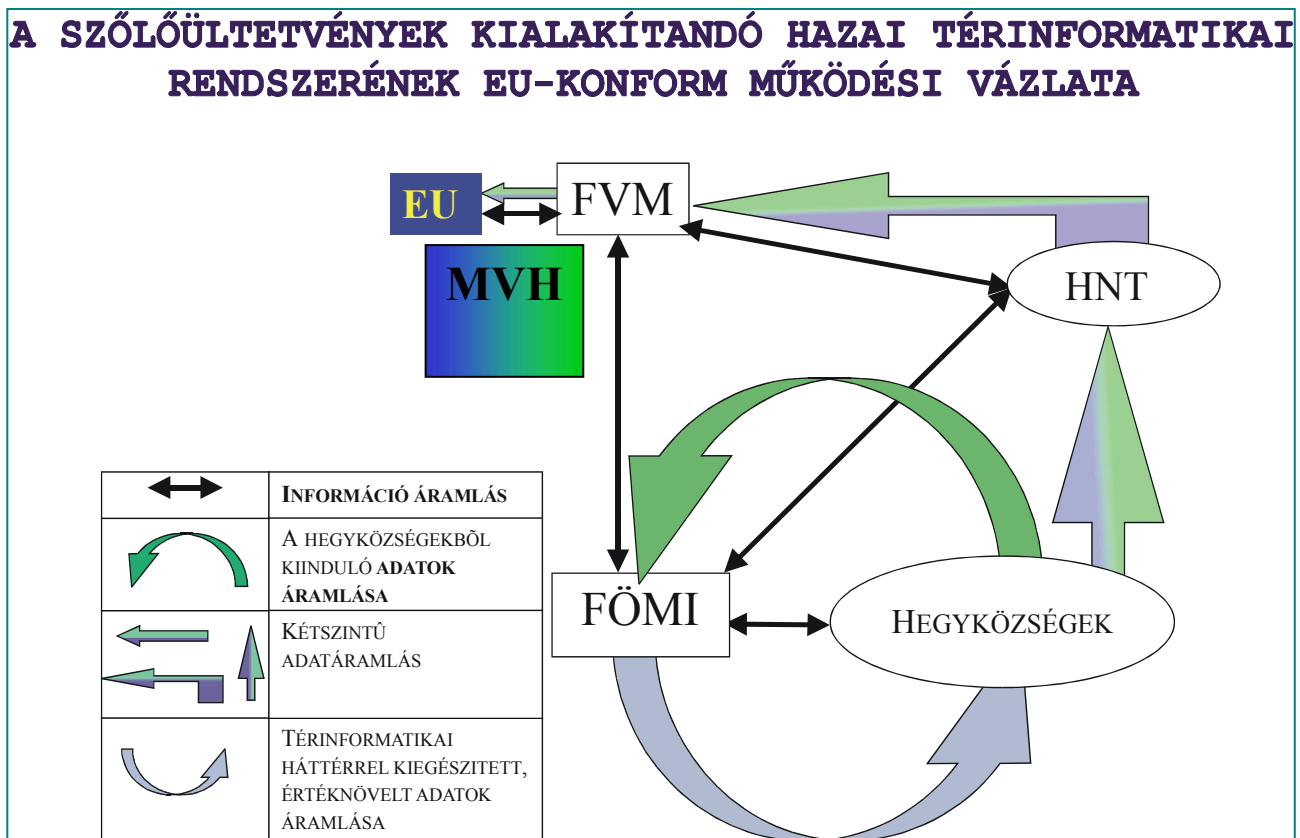 A SZŐLŐÜLTETVÉNYEK KIALAKÍTANDÓ HAZAI TÉRINFORMATIKAI
RENDSZERÉNEK EU-KONFORM MŰKÖDÉSI VÁZLATA
EU
FVM
MVH
HNT
FÖMI
HEGYKÖZSÉGEK
INFORMÁCIÓ ÁRAMLÁS
A HEGYKÖZSÉGEKBÕL
KIINDULÓ ADATOK
ÁRAMLÁSA
KÉTSZINTÛ
ADATÁRAMLÁS
TÉRINFORMATIKAI
HÁTTÉRREL KIEGÉSZITETT,
ÉRTÉKNÖVELT ADATOK
ÁRAMLÁSA